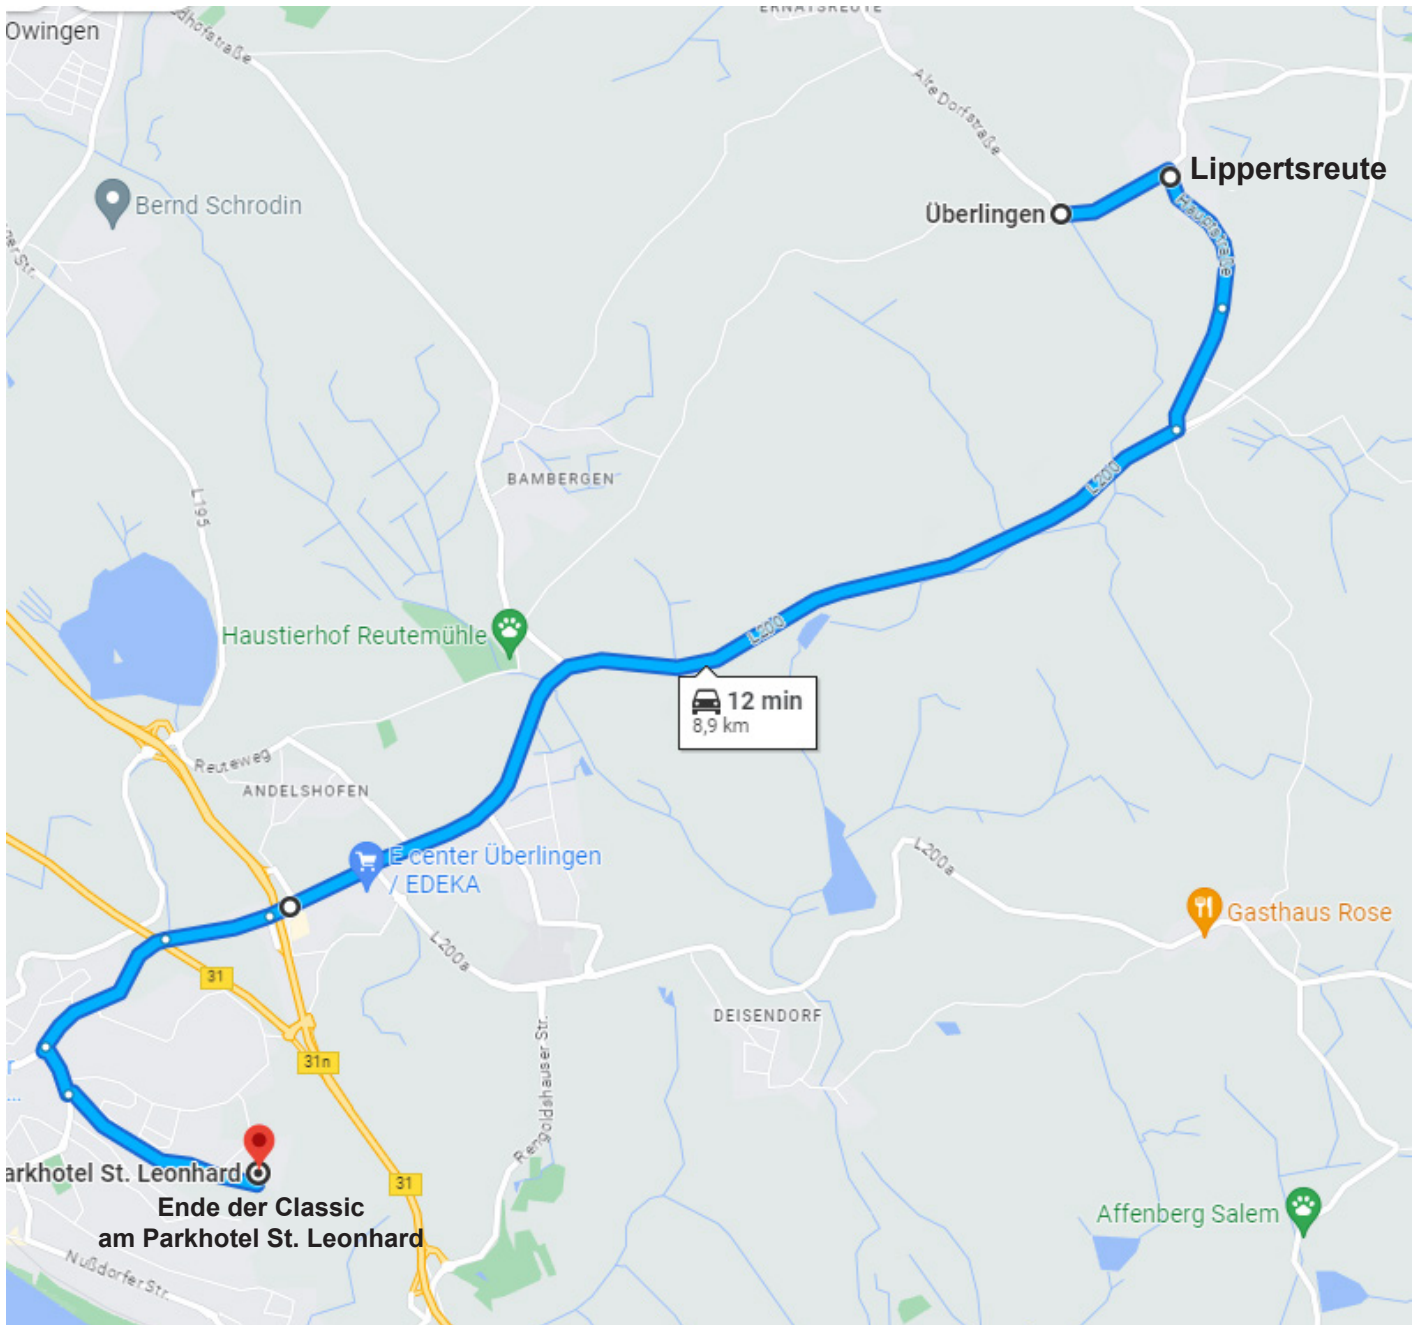 Owingen
ERNATSREUTE
Alte Dorfstraße
Lippertsreute
Bernd Schrodin
Überlingen
Hauptstraße
L195
BAMBERGEN
L200
Haustierhof Reutemühle
L200
12 min
8,9 km
Reuteweg
ANDELSHOFEN
E center Überlingen
/ EDEKA
L200a
Gasthaus Rose
L200a
31
DEISENDORF
31n
Rengoldshauser Str.
arkhotel St. Leonhard
31
Ende der Classic
am Parkhotel St. Leonhard
Affenberg Salem
Nußdorfer Str.